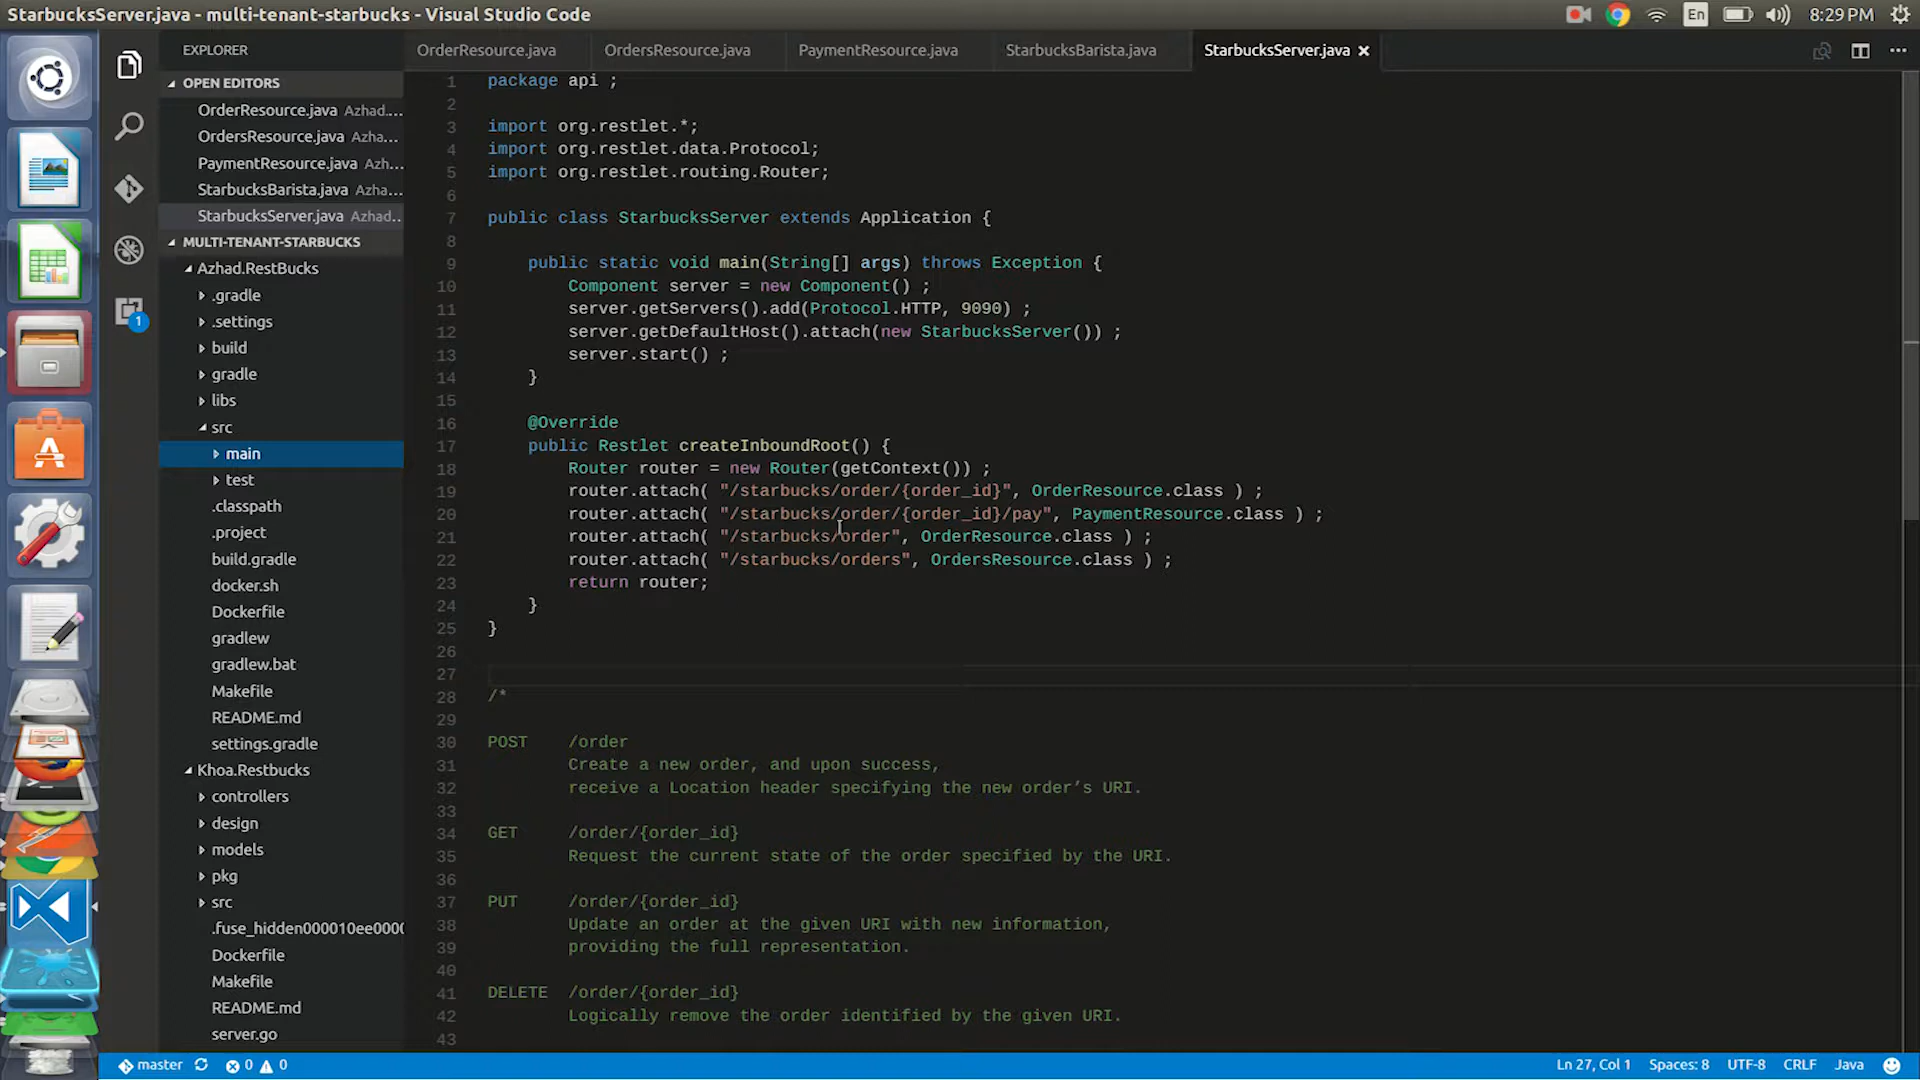 StarbucksServer.java - multi-tenant-starbucks - Visual Studio Code
En
8:29 PM
EXPLORER
OPEN EDITORS
OrderResource.java Azhad....
OrdersResource.java Azha...
PaymentResource.java Azh...
StarbucksBarista.java Azha...
StarbucksServer.java Azhad..
MULTI-TENANT-STARBUCKS
Azhad.RestBucks
.gradle
.settings
build
gradle
libs
src
main
test
.classpath
.project
build.gradle
docker.sh
Dockerfile
gradlew
gradlew.bat
Makefile
README.md
settings.gradle
Khoa.Restbucks
controllers
design
models
pkg
src
.fuse_hidden000010ee0000
Dockerfile
Makefile
README.md
server.go
1
OrderResource.java
OrdersResource.java
PaymentResource.java
StarbucksBarista.java
StarbucksServer.java
1 package api ;
2
3 import org.restlet.*;
4 import org.restlet.data.Protocol;
5 import org.restlet.routing.Router;
6
7 public class StarbucksServer extends Application {
8
9 public static void main(String[] args) throws Exception {
10 Component server = new Component() ;
11 server.getServers().add(Protocol.HTTP, 9090) ;
12 server.getDefaultHost().attach(new StarbucksServer()) ;
13 server.start() ;
14 }
15
16 @Override
17 public Restlet createInboundRoot() {
18 Router router = new Router(getContext()) ;
19 router.attach( "/starbucks/order/{order_id}", OrderResource.class ) ;
20 router.attach( "/starbucks/order/{order_id}/pay", PaymentResource.class ) ;
21 router.attach( "/starbucks/order", OrderResource.class ) ;
22 router.attach( "/starbucks/orders", OrdersResource.class ) ;
23 return router;
24 }
25 }
26
27
28 /*
29
30 POST /order
31 Create a new order, and upon success,
32 receive a Location header specifying the new order’s URI.
33
34 GET /order/{order_id}
35 Request the current state of the order specified by the URI.
36
37 PUT /order/{order_id}
38 Update an order at the given URI with new information,
39 providing the full representation.
40
41 DELETE /order/{order_id}
42 Logically remove the order identified by the given URI.
43
master 0 0
Ln 27, Col 1 Spaces: 8 UTF-8 CRLF Java